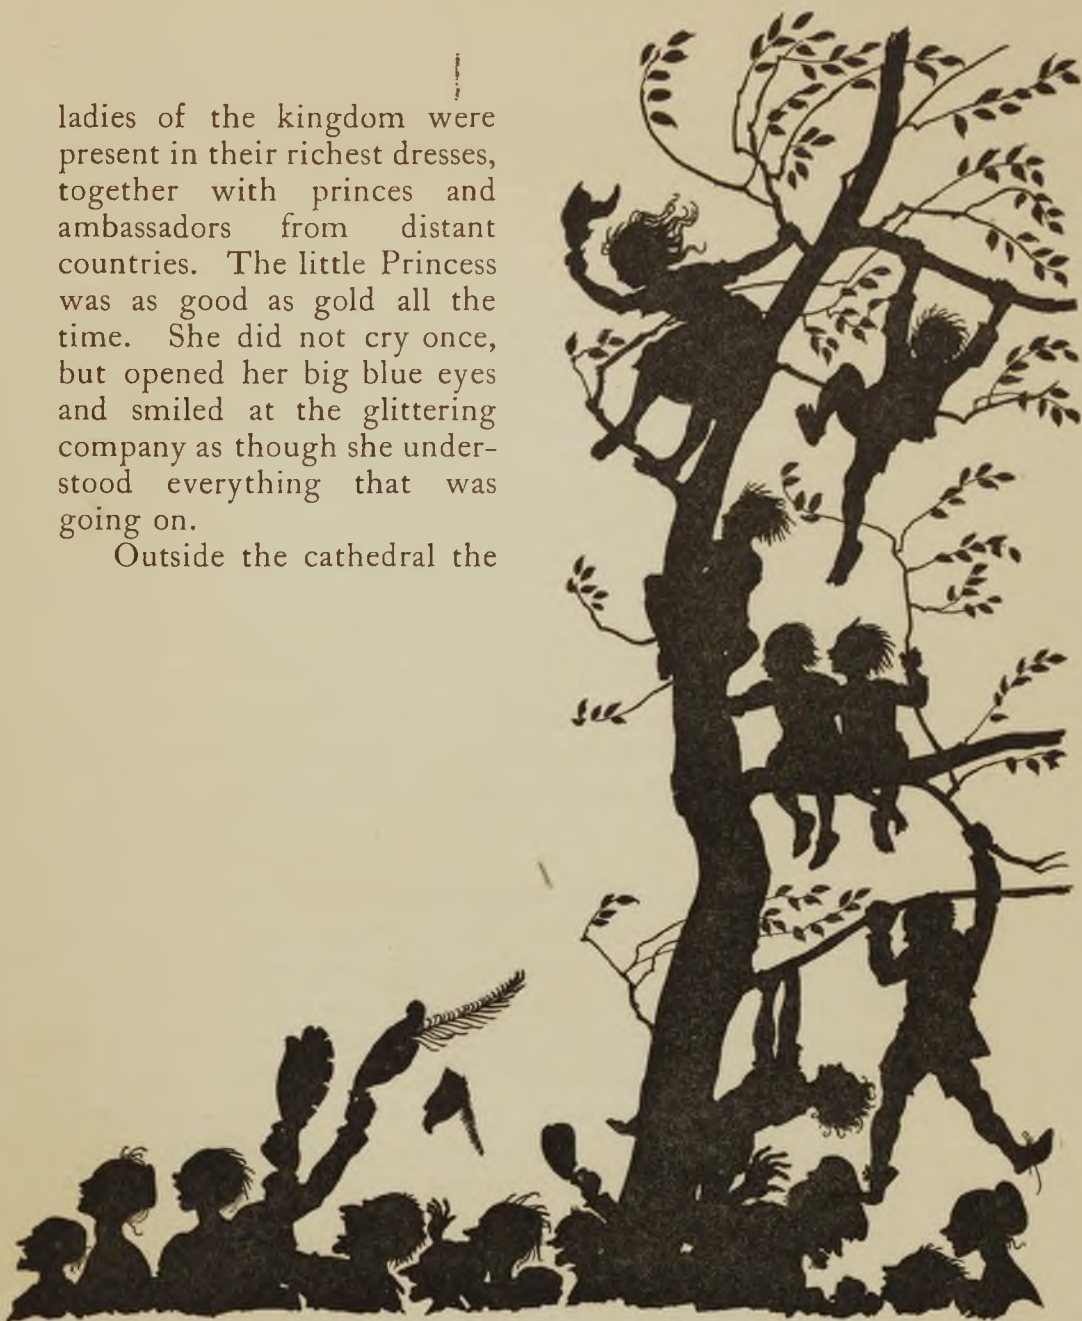 ladies of the kingdom were
present in their richest dresses,
together with princes and
ambassadors from distant
countries. The little Princess
was as good as gold all the
time. She did not cry once,
but opened her big blue eyes
and smiled at the glittering
company as though she under-
stood everything that was
going on.
Outside the cathedral the